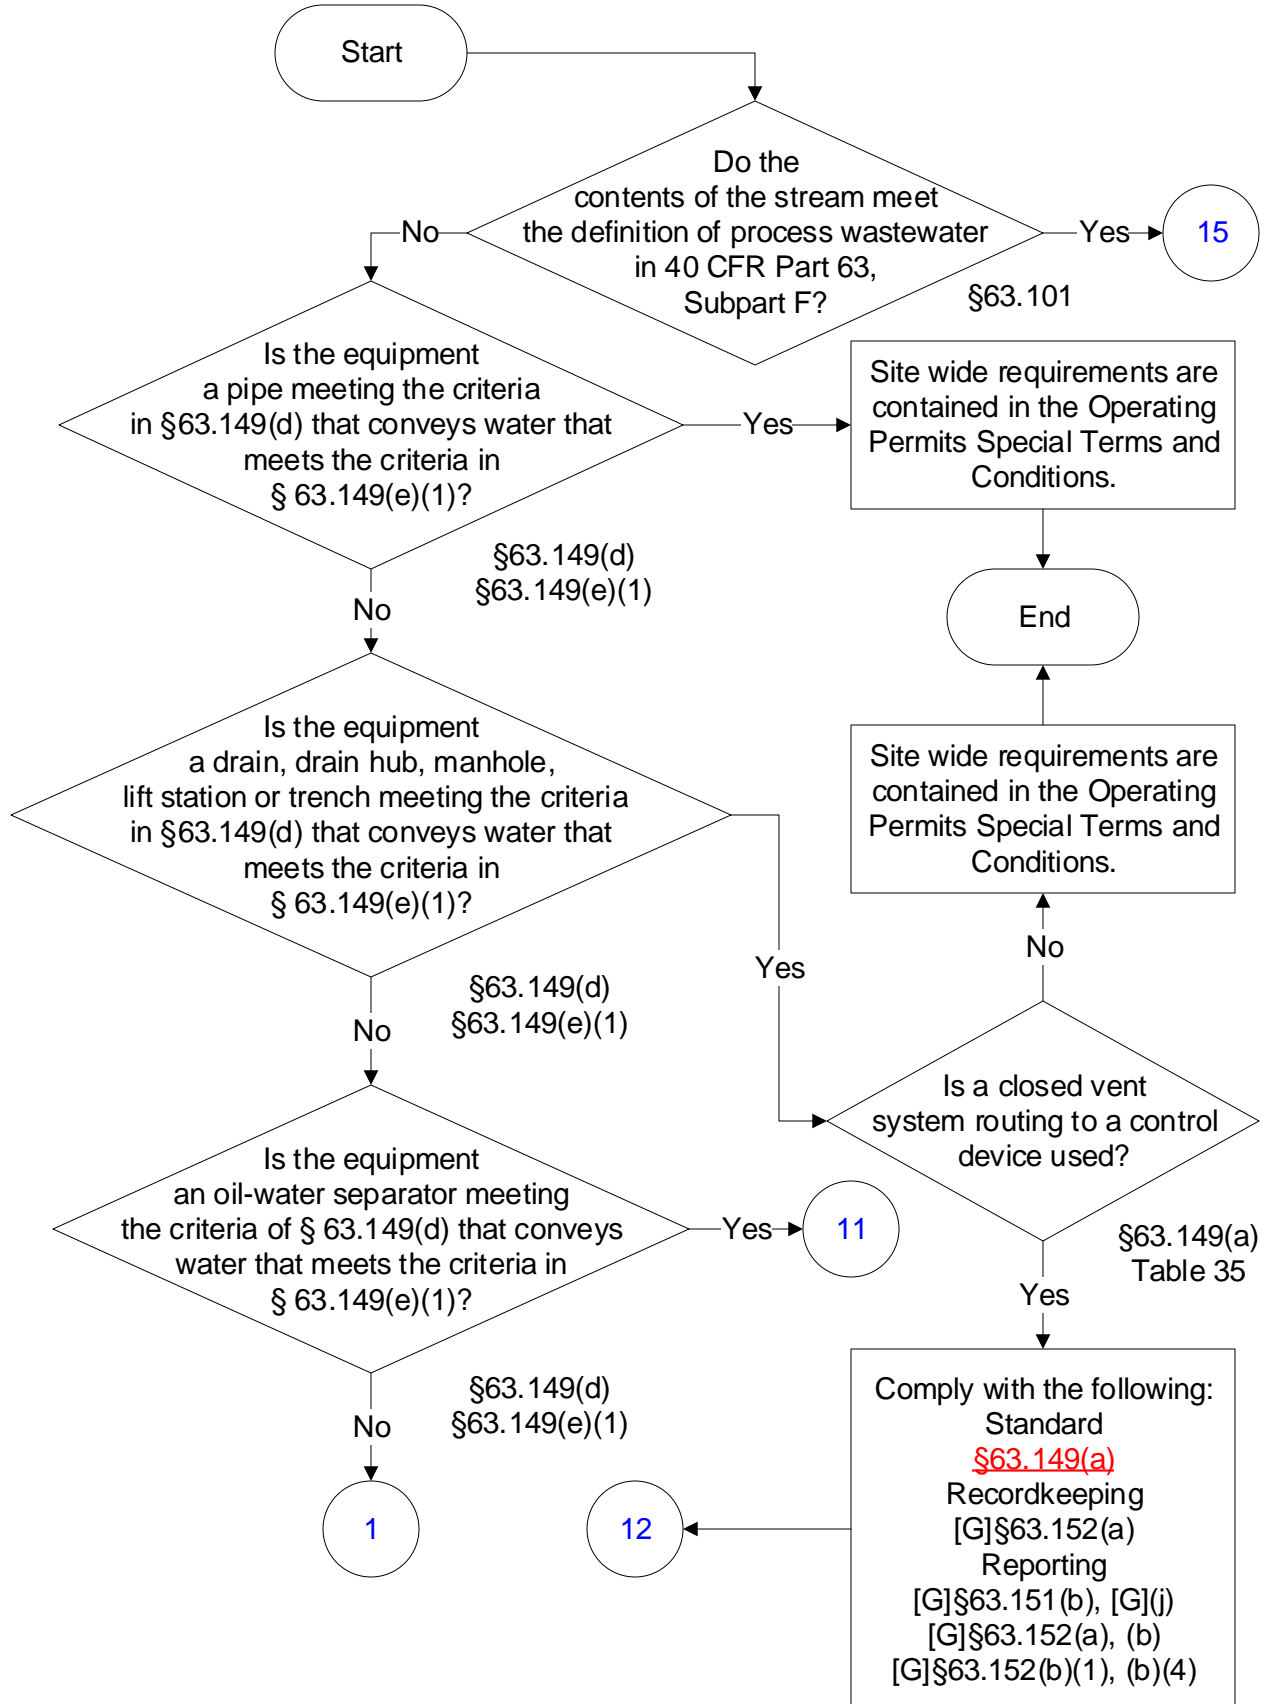 Start
Do the
contents of the stream meet
the definition of process wastewater
in 40 CFR Part 63,
Subpart F?
No
Yes
15
§63.101
Is the equipment
a pipe meeting the criteria
in §63.149(d) that conveys water that
meets the criteria in
§ 63.149(e)(1)?
Yes
Site wide requirements are
contained in the Operating
Permits Special Terms and
Conditions.
§63.149(d)
§63.149(e)(1)
No
End
Is the equipment
a drain, drain hub, manhole,
lift station or trench meeting the criteria
in §63.149(d) that conveys water that
meets the criteria in
§ 63.149(e)(1)?
Site wide requirements are
contained in the Operating
Permits Special Terms and
Conditions.
No
Yes
§63.149(d)
§63.149(e)(1)
No
Is a closed vent
system routing to a control
device used?
§63.149(a)
Table 35
Is the equipment
an oil-water separator meeting
the criteria of § 63.149(d) that conveys
water that meets the criteria in
§ 63.149(e)(1)?
Yes
11
Yes
§63.149(d)
§63.149(e)(1)
No
1
12
Comply with the following:
Standard
§63.149(a)
Recordkeeping
[G]§63.152(a)
Reporting
[G]§63.151(b), [G](j)
[G]§63.152(a), (b)
[G]§63.152(b)(1), (b)(4)